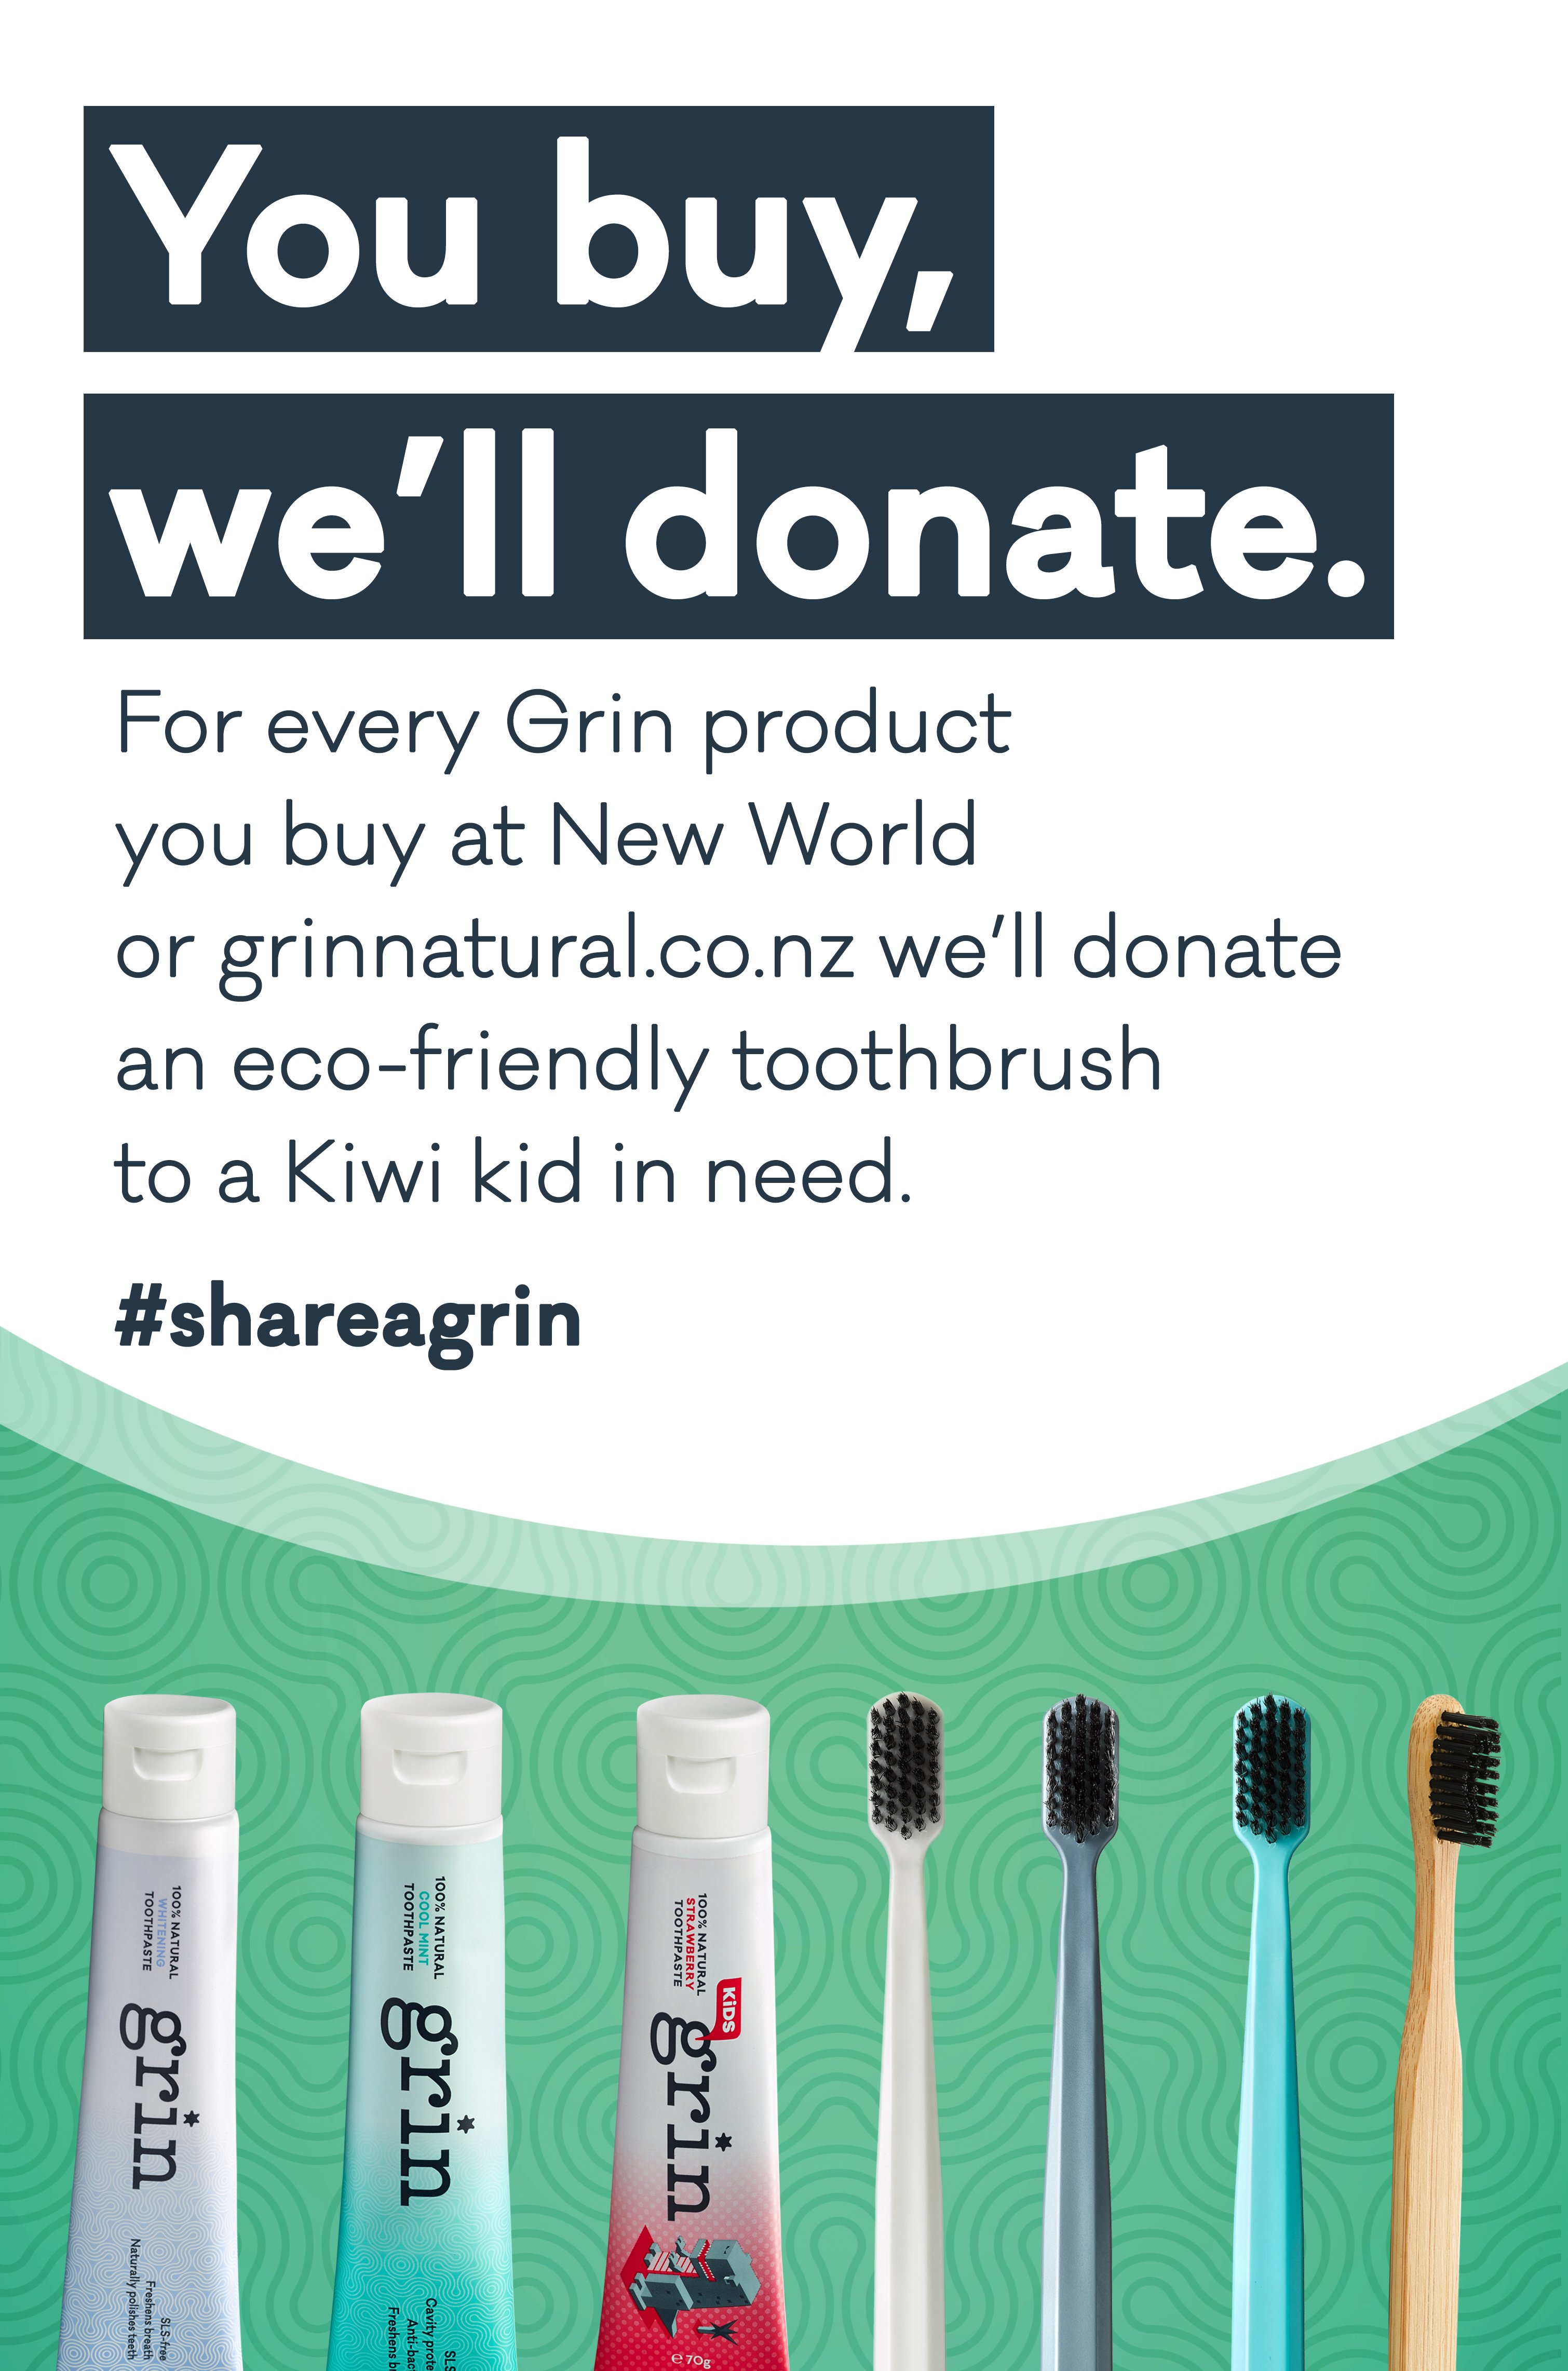 You buy,
we'll donate.
For every Grin product
you buy at New World
or grinnatural.co.nz we'll donate
an eco-friendly toothbrush
to a Kiwi kid in need.
#shareagrin
100% NATURAL
WHITENING
TOOTHPASTE
grin
SLS-free
Freshens breath
Naturally polishes teeth
100% NATURAL
COOL MINT
TOOTHPASTE
grin
Cavity
Freshens
100% NATURAL
STRAWBERRY
TOOTHPASTE
KiDS
grin
e 70g